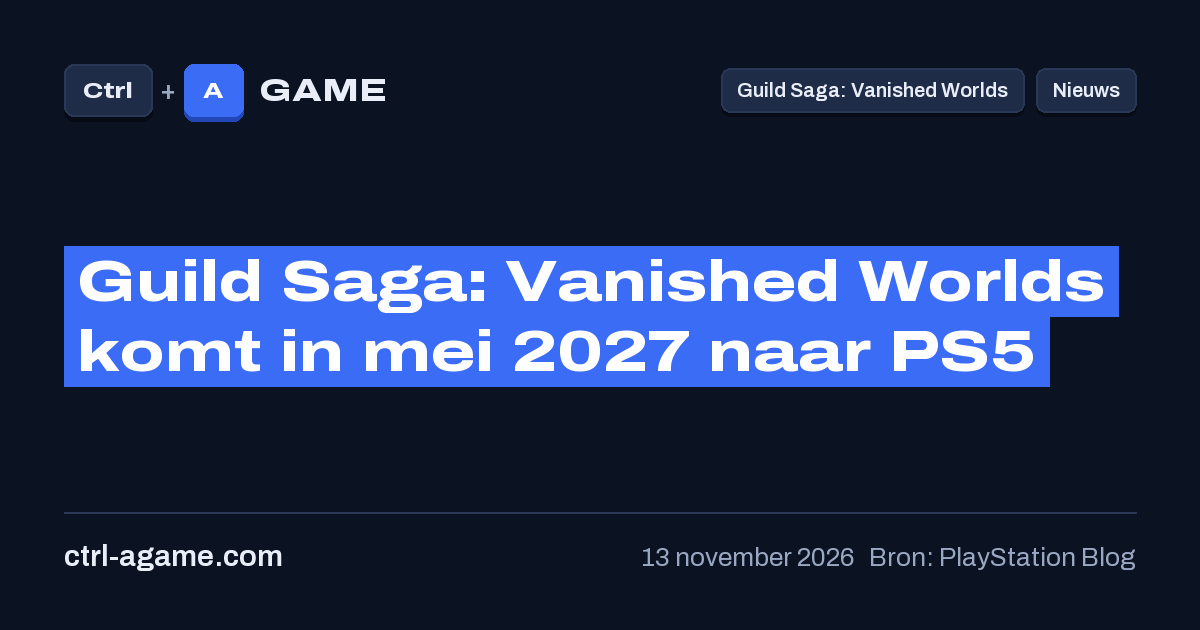 Ctrl + A GAME
Guild Saga: Vanished Worlds
Nieuws
Guild Saga: Vanished Worlds
komt in mei 2027 naar PS5
ctrl-agame.com
13 november 2026 Bron: PlayStation Blog